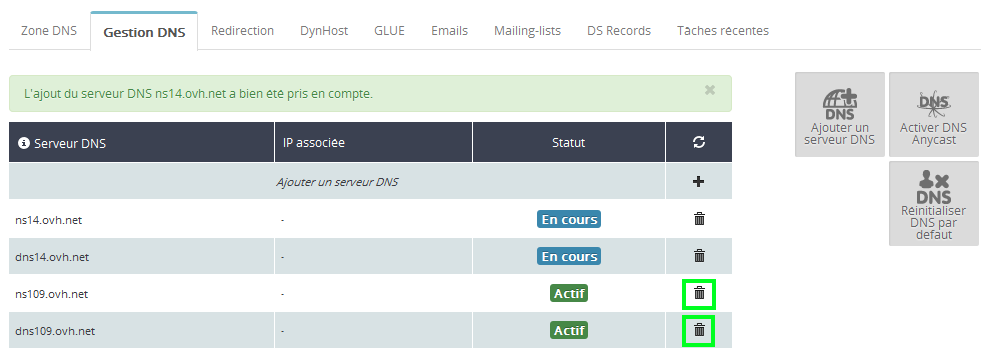 Zone DNS Gestion DNS Redirection DynHost GLUE Emails Mailing-lists DS Records Tâches récentes
L'ajout du serveur DNS ns14.ovh.net a bien été pris en compte.
Serveur DNS IP associée Statut
Ajouter un serveur DNS
ns14.ovh.net - En cours
dns14.ovh.net - En cours
ns109.ovh.net - Actif
dns109.ovh.net - Actif
DNS
Ajouter un
serveur DNS
DNS
Activer DNS
Anycast
DNS
Réinitialiser
DNS par
defaut